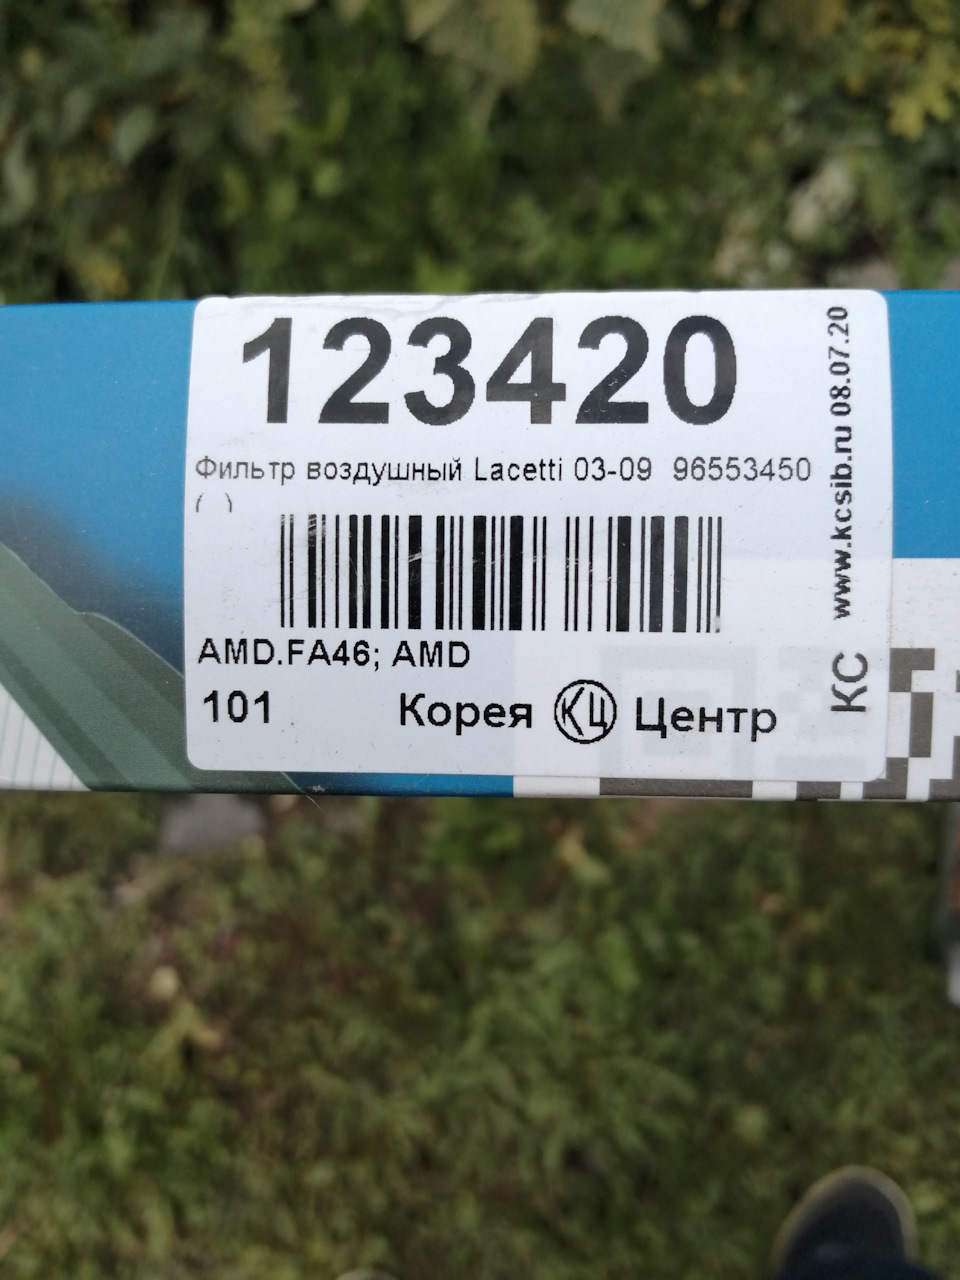 123420
Фильтр воздушный Lacetti 03-09 96553450
( )
AMD.FA46; AMD
101 Корея КЦ Центр
КС www.kcsib.ru 08.07.20